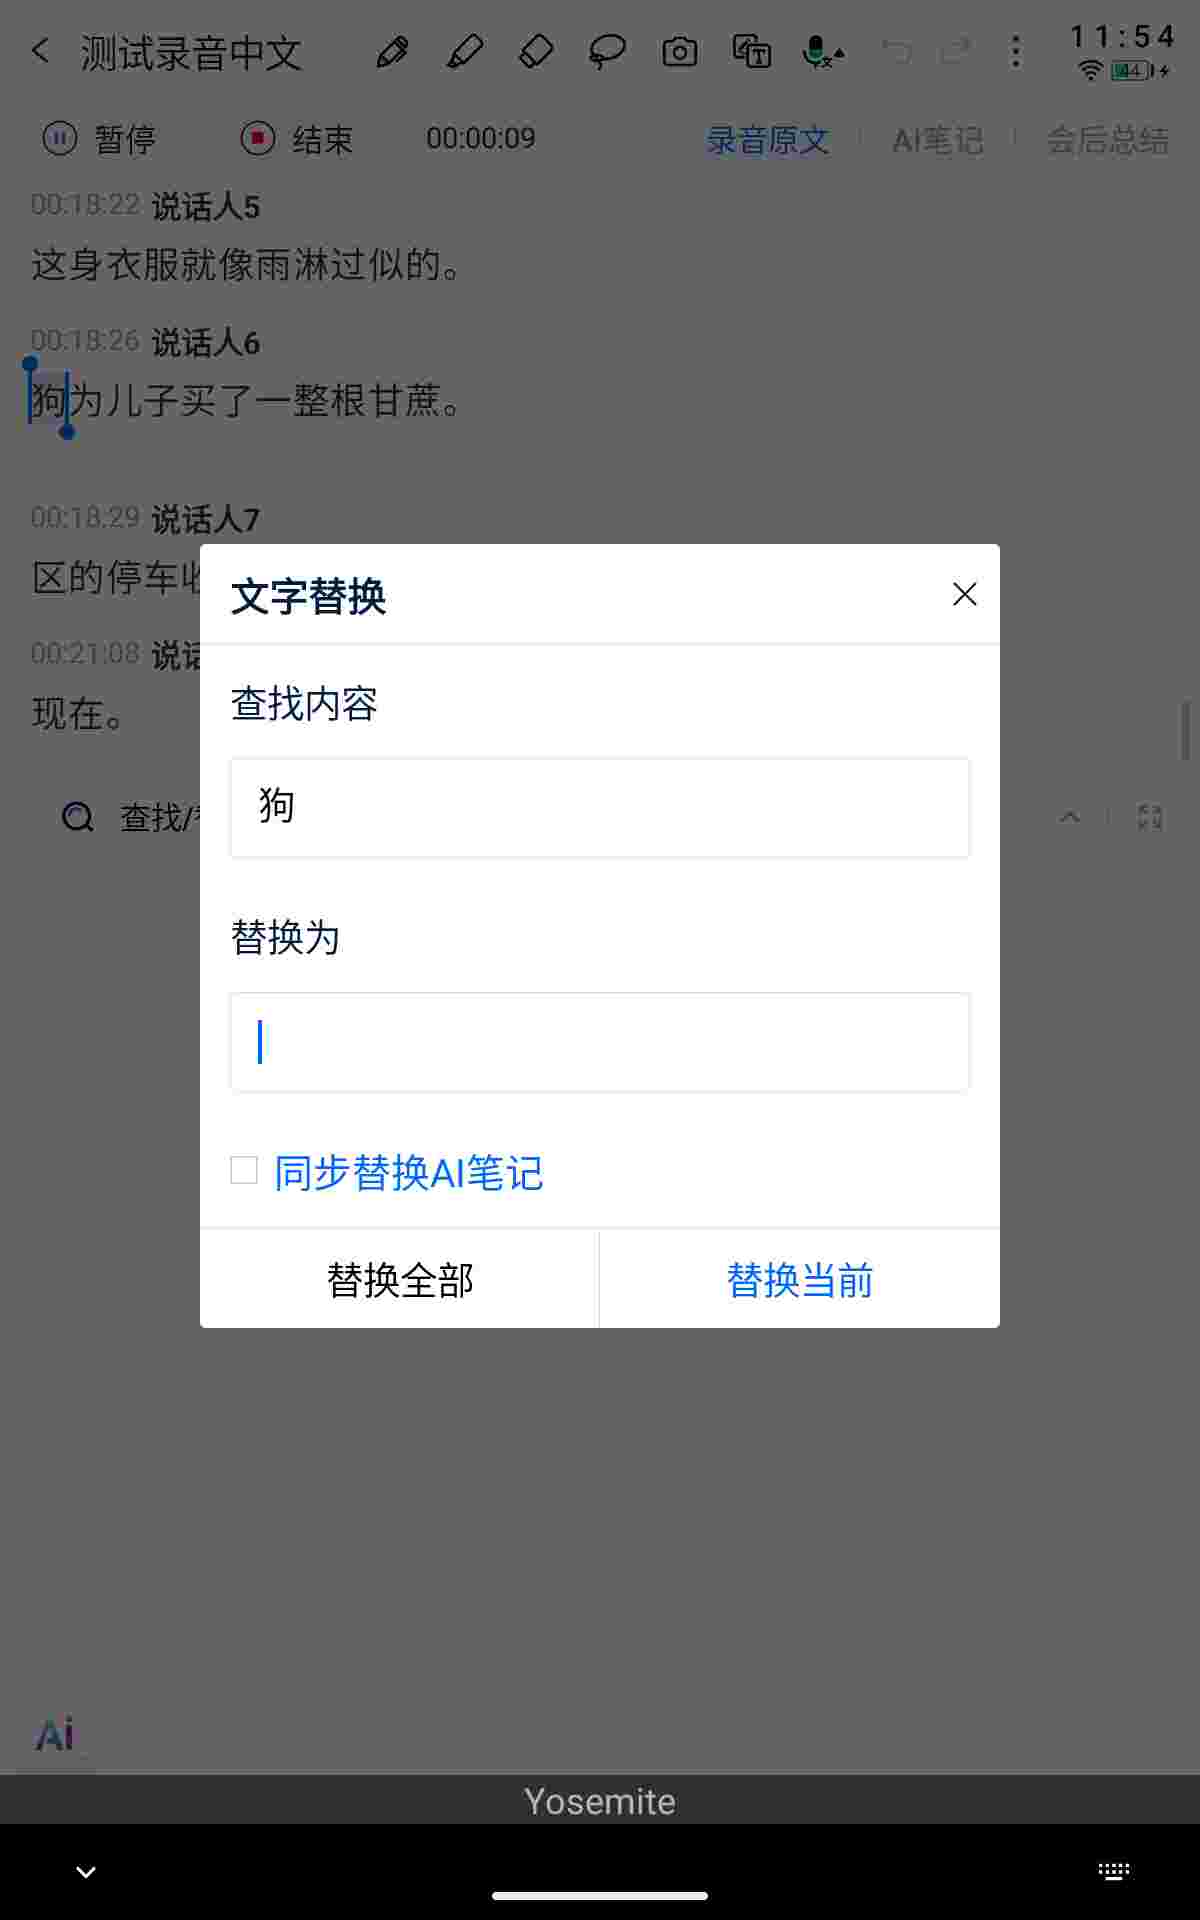 测试录音中文
11:54
44
暂停
结束
00:00:09
录音原文
AI笔记
会后总结
00:18:22 说话人5
这身衣服就像雨淋过似的。
00:18:26 说话人6
狗为儿子买了一整根甘蔗。
00:18:29 说话人7
区的停车收
00:21:08 说话
现在。
查找/
文字替换
查找内容
狗
替换为
同步替换AI笔记
替换全部
替换当前
Ai
Yosemite